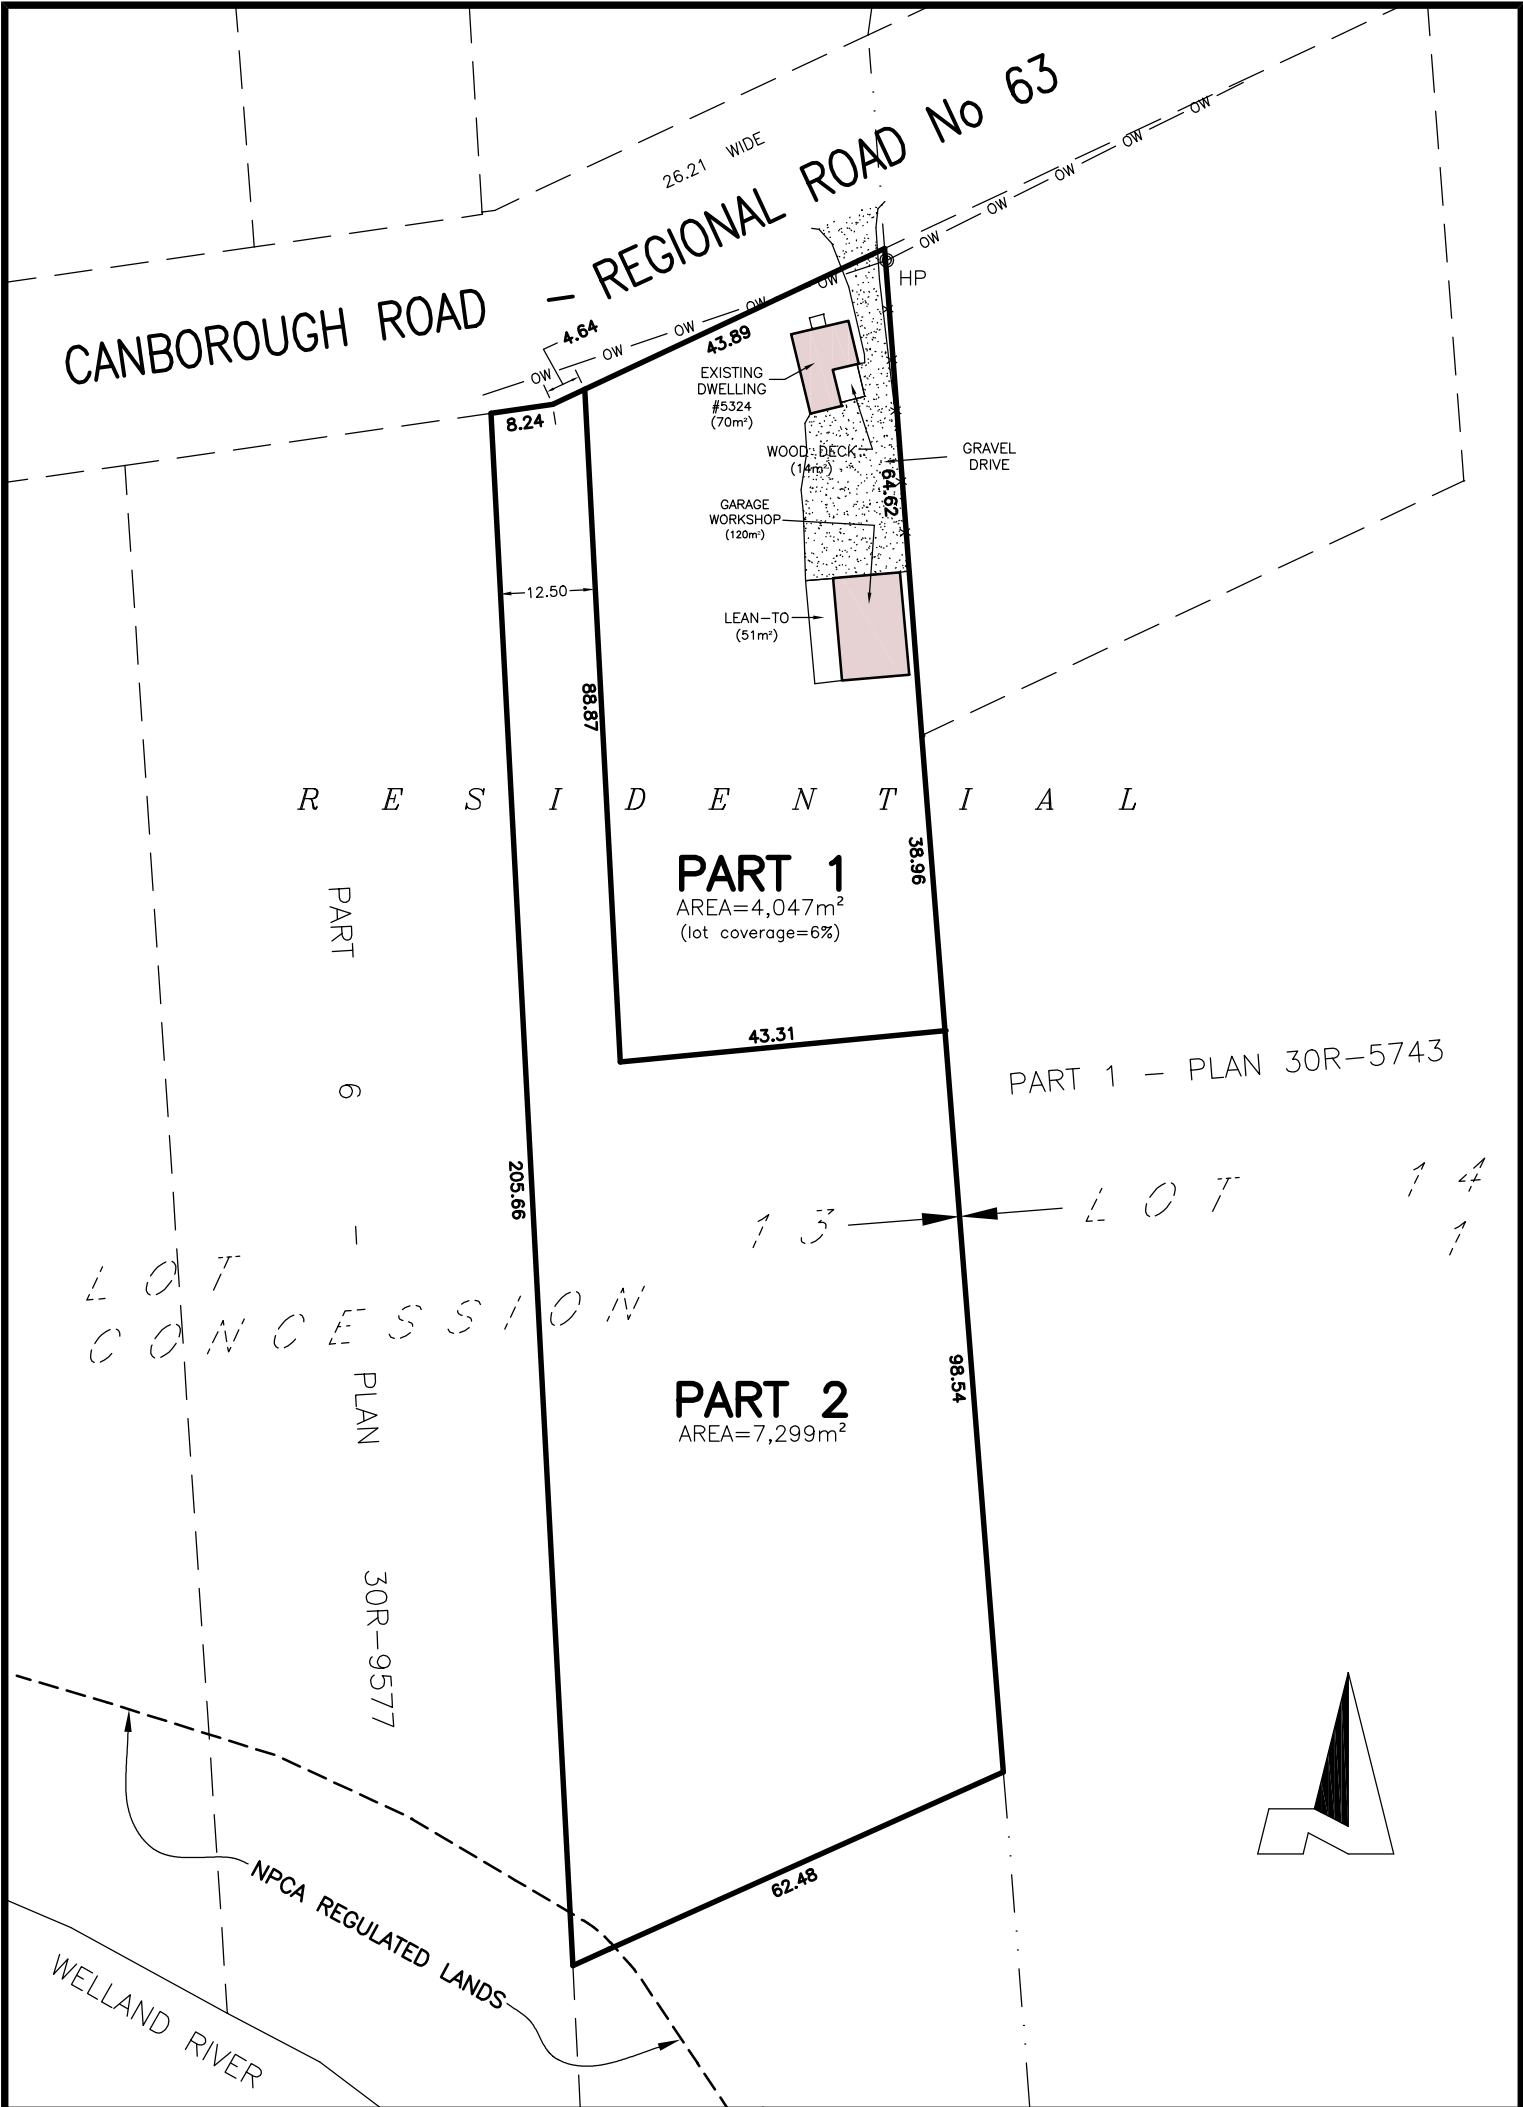 26.21 WIDE
CANBOROUGH ROAD – REGIONAL ROAD No 63
OW
OW
OW
OW
OW
OW
OW
OW
OW
OW
HP
4.64
43.89
8.24
EXISTING
DWELLING
#5324
(70m²)
WOOD DECK
(14m²)
GRAVEL
DRIVE
64.62
GARAGE
WORKSHOP
(120m²)
12.50
LEAN-TO
(51m²)
88.87
RESIDENTIAL
38.96
PART 1
AREA=4,047m²
(lot coverage=6%)
43.31
PART 6 – PLAN 30R-9577
PART 1 – PLAN 30R-5743
205.66
LOT 13
LOT 14
CONCESSION 1
98.54
PART 2
AREA=7,299m²
62.48
NPCA REGULATED LANDS
WELLAND RIVER